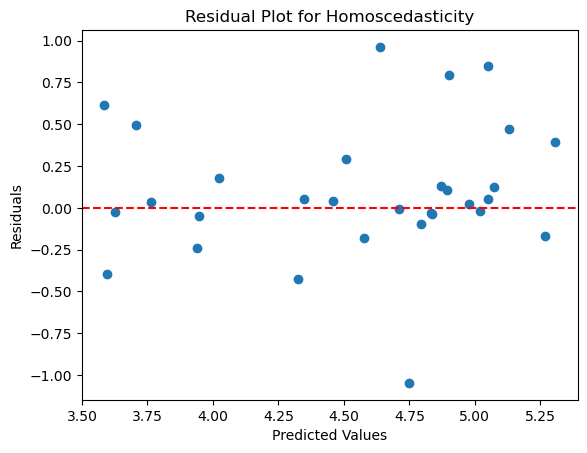 Residual Plot for Homoscedasticity
1.00
0.75
0.50
0.25
0.00
−0.25
−0.50
−0.75
−1.00
Residuals
3.50 3.75 4.00 4.25 4.50 4.75 5.00 5.25
Predicted Values